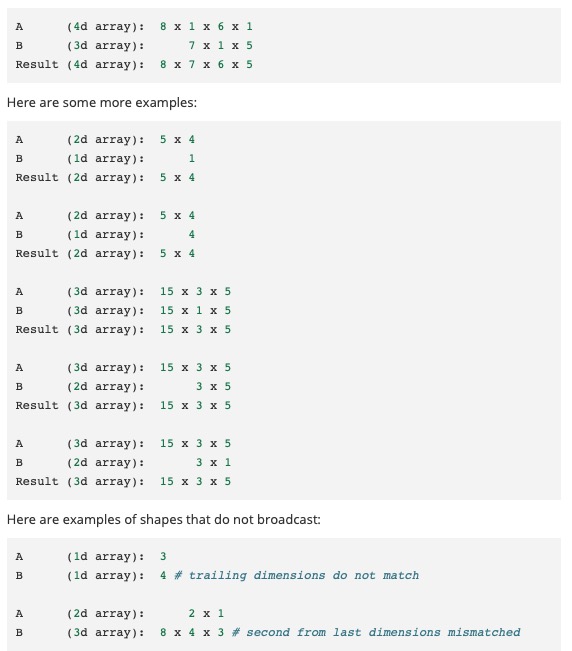 A      (4d array):  8 x 1 x 6 x 1
B      (3d array):      7 x 1 x 5
Result (4d array):  8 x 7 x 6 x 5
Here are some more examples:
A      (2d array):  5 x 4
B      (1d array):      1
Result (2d array):  5 x 4
A      (2d array):  5 x 4
B      (1d array):      4
Result (2d array):  5 x 4
A      (3d array):  15 x 3 x 5
B      (3d array):  15 x 1 x 5
Result (3d array):  15 x 3 x 5
A      (3d array):  15 x 3 x 5
B      (2d array):       3 x 5
Result (3d array):  15 x 3 x 5
A      (3d array):  15 x 3 x 5
B      (2d array):       3 x 1
Result (3d array):  15 x 3 x 5
Here are examples of shapes that do not broadcast:
A      (1d array):  3
B      (1d array):  4 # trailing dimensions do not match
A      (2d array):      2 x 1
B      (3d array):  8 x 4 x 3 # second from last dimensions mismatched